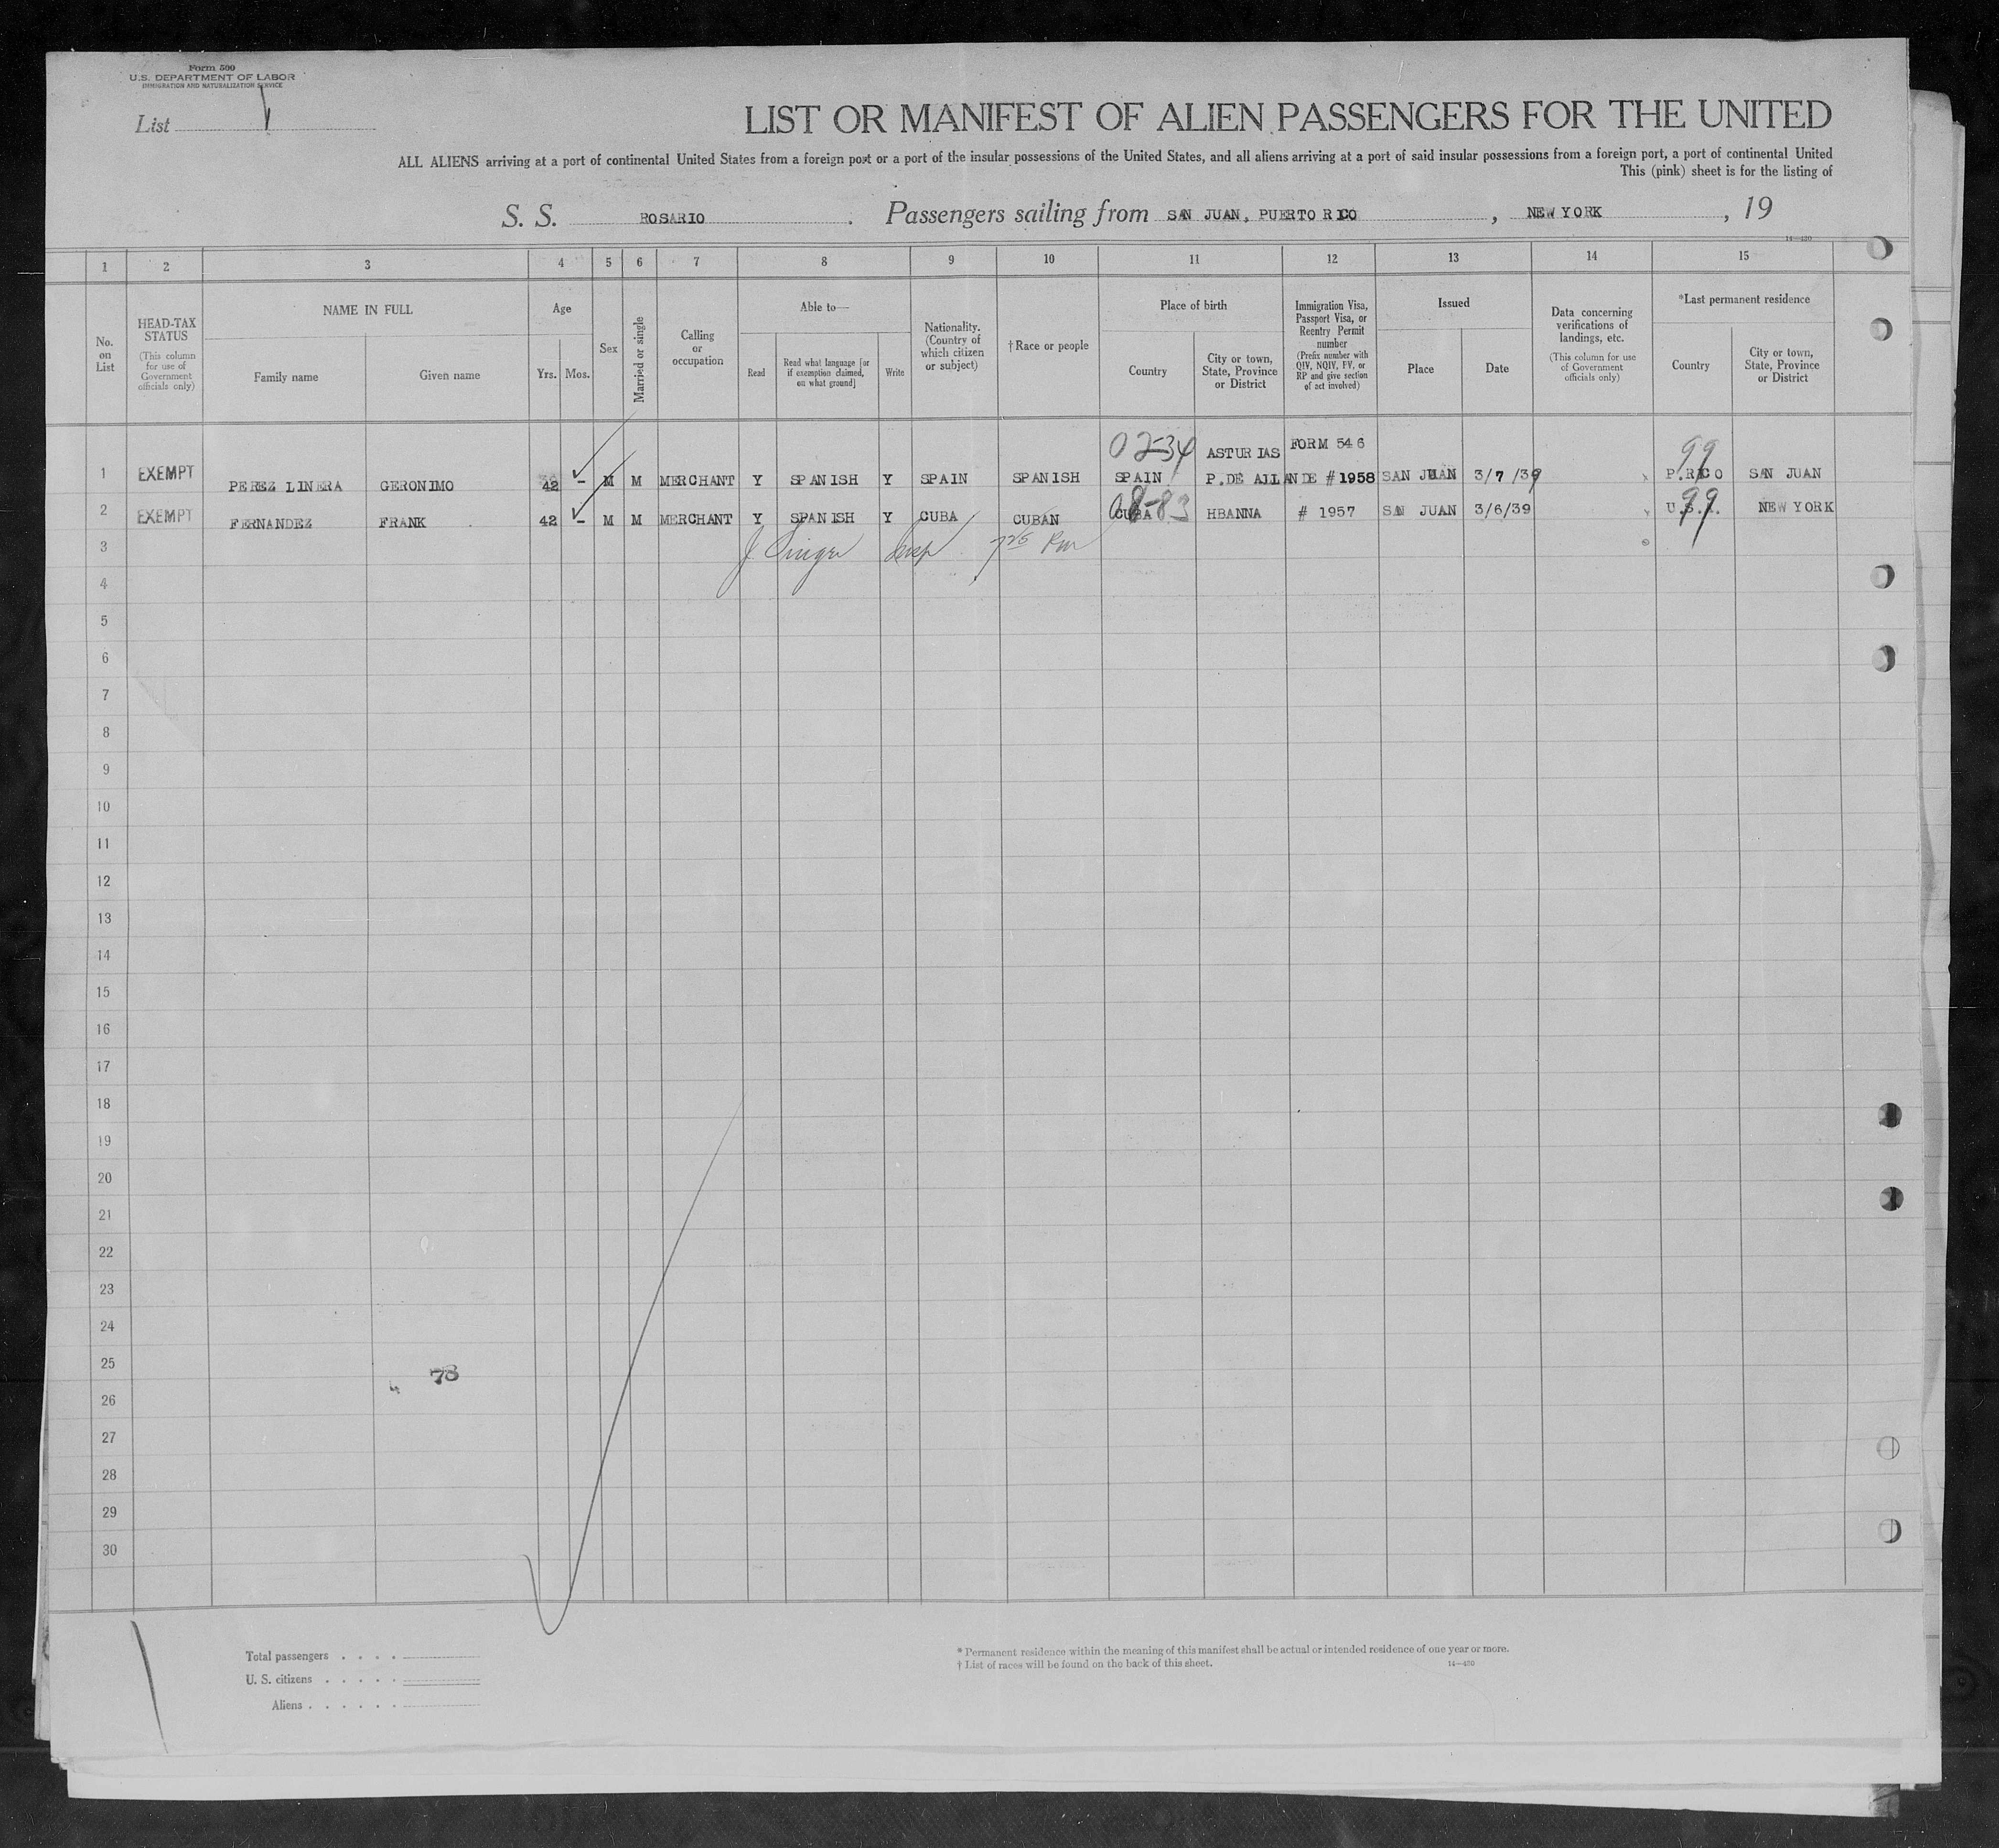 Form 500
U.S. DEPARTMENT OF LABOR
IMMIGRATION AND NATURALIZATION SERVICE
List
LIST OR MANIFEST OF ALIEN PASSENGERS FOR THE UNITED
ALL ALIENS arriving at a port of continental United States from a foreign port or a port of the insular possessions of the United States, and all aliens arriving at a port of said insular possessions from a foreign port, a port of continental United
This (pink) sheet is for the listing of
S. S. ROSARIO . Passengers sailing from SAN JUAN, PUERTO RICO , NEW YORK , 19
14—430
1 2 3 4 5 6 7 8 9 10 11 12 13 14 15
No. on List
HEAD-TAX STATUS
(This column for use of Government officials only)
NAME IN FULL
Family name
Given name
Age
Yrs.
Mos.
Sex
Married or single
Calling or occupation
Able to—
Read
Read what language [or if exemption claimed, on what ground]
Write
Nationality. (Country of which citizen or subject)
†Race or people
Place of birth
Country
City or town, State, Province or District
Immigration Visa, Passport Visa, or Reentry Permit number
(Prefix number with QIV, NQIV, FV, or RP and give section of act involved)
Issued
Place
Date
Data concerning verifications of landings, etc.
(This column for use of Government officials only)
*Last permanent residence
Country
City or town, State, Province or District
02-34 ASTURIAS FORM 546 99
1 EXEMPT PEREZ LINERA GERONIMO 42 - M M MERCHANT Y SPANISH Y SPAIN SPANISH SPAIN P. DE ALLANDE #1958 SAN JUAN 3/7/39 P. RICO SAN JUAN
08-83 99
2 EXEMPT FERNANDEZ FRANK 42 - M M MERCHANT Y SPANISH Y CUBA CUBAN CUBA HBANNA # 1957 SAN JUAN 3/6/39 U.S.A. NEW YORK
3 J Singer Insp
4
5
6
7
8
9
10
11
12
13
14
15
16
17
18
19
20
21
22
23
24
25
78
26
27
28
29
30
Total passengers . . . .
U. S. citizens . . . . .
Aliens . . . . . .
* Permanent residence within the meaning of this manifest shall be actual or intended residence of one year or more.
† List of races will be found on the back of this sheet.
14—430